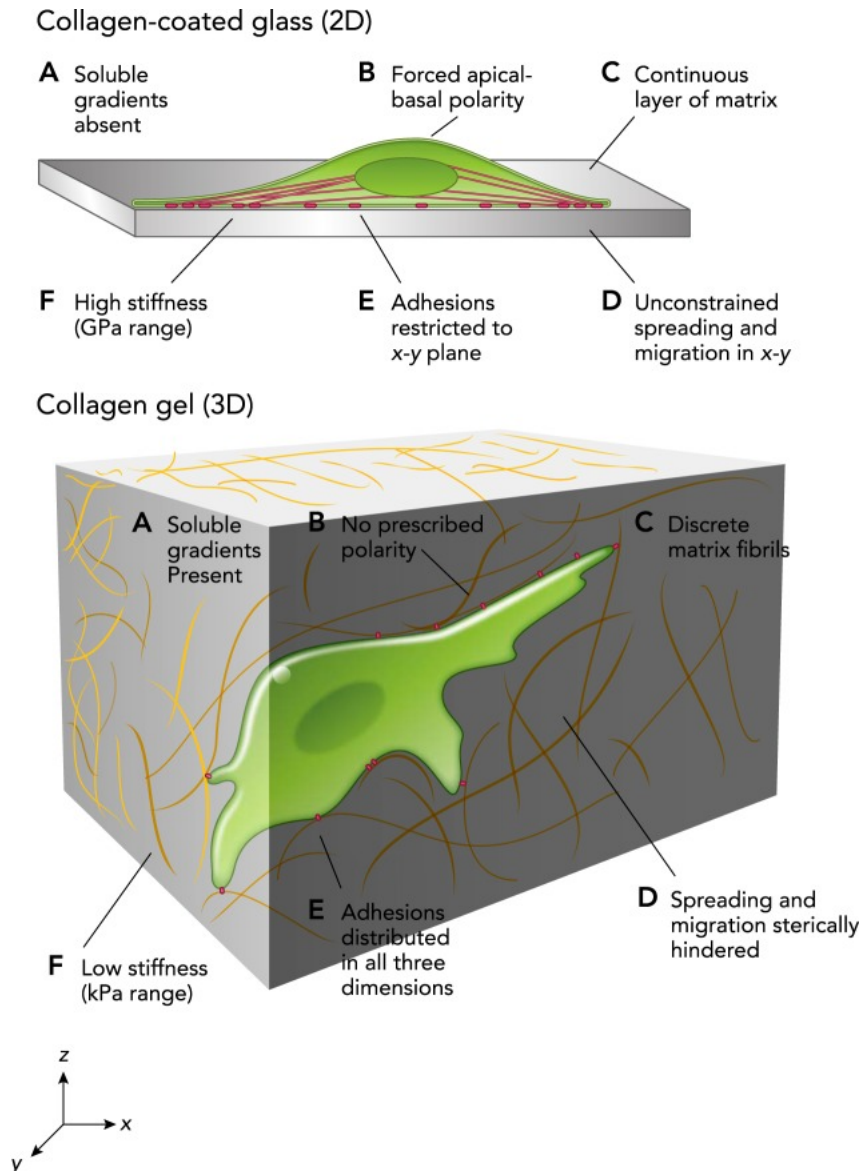 Collagen-coated glass (2D)
A Soluble
gradients
absent
B Forced apical-
basal polarity
C Continuous
layer of matrix
F High stiffness
(GPa range)
E Adhesions
restricted to
x-y plane
D Unconstrained
spreading and
migration in x-y
Collagen gel (3D)
A Soluble
gradients
Present
B No prescribed
polarity
C Discrete
matrix fibrils
D Spreading and
migration sterically
hindered
E Adhesions
distributed
in all three
dimensions
F Low stiffness
(kPa range)
z
x
y